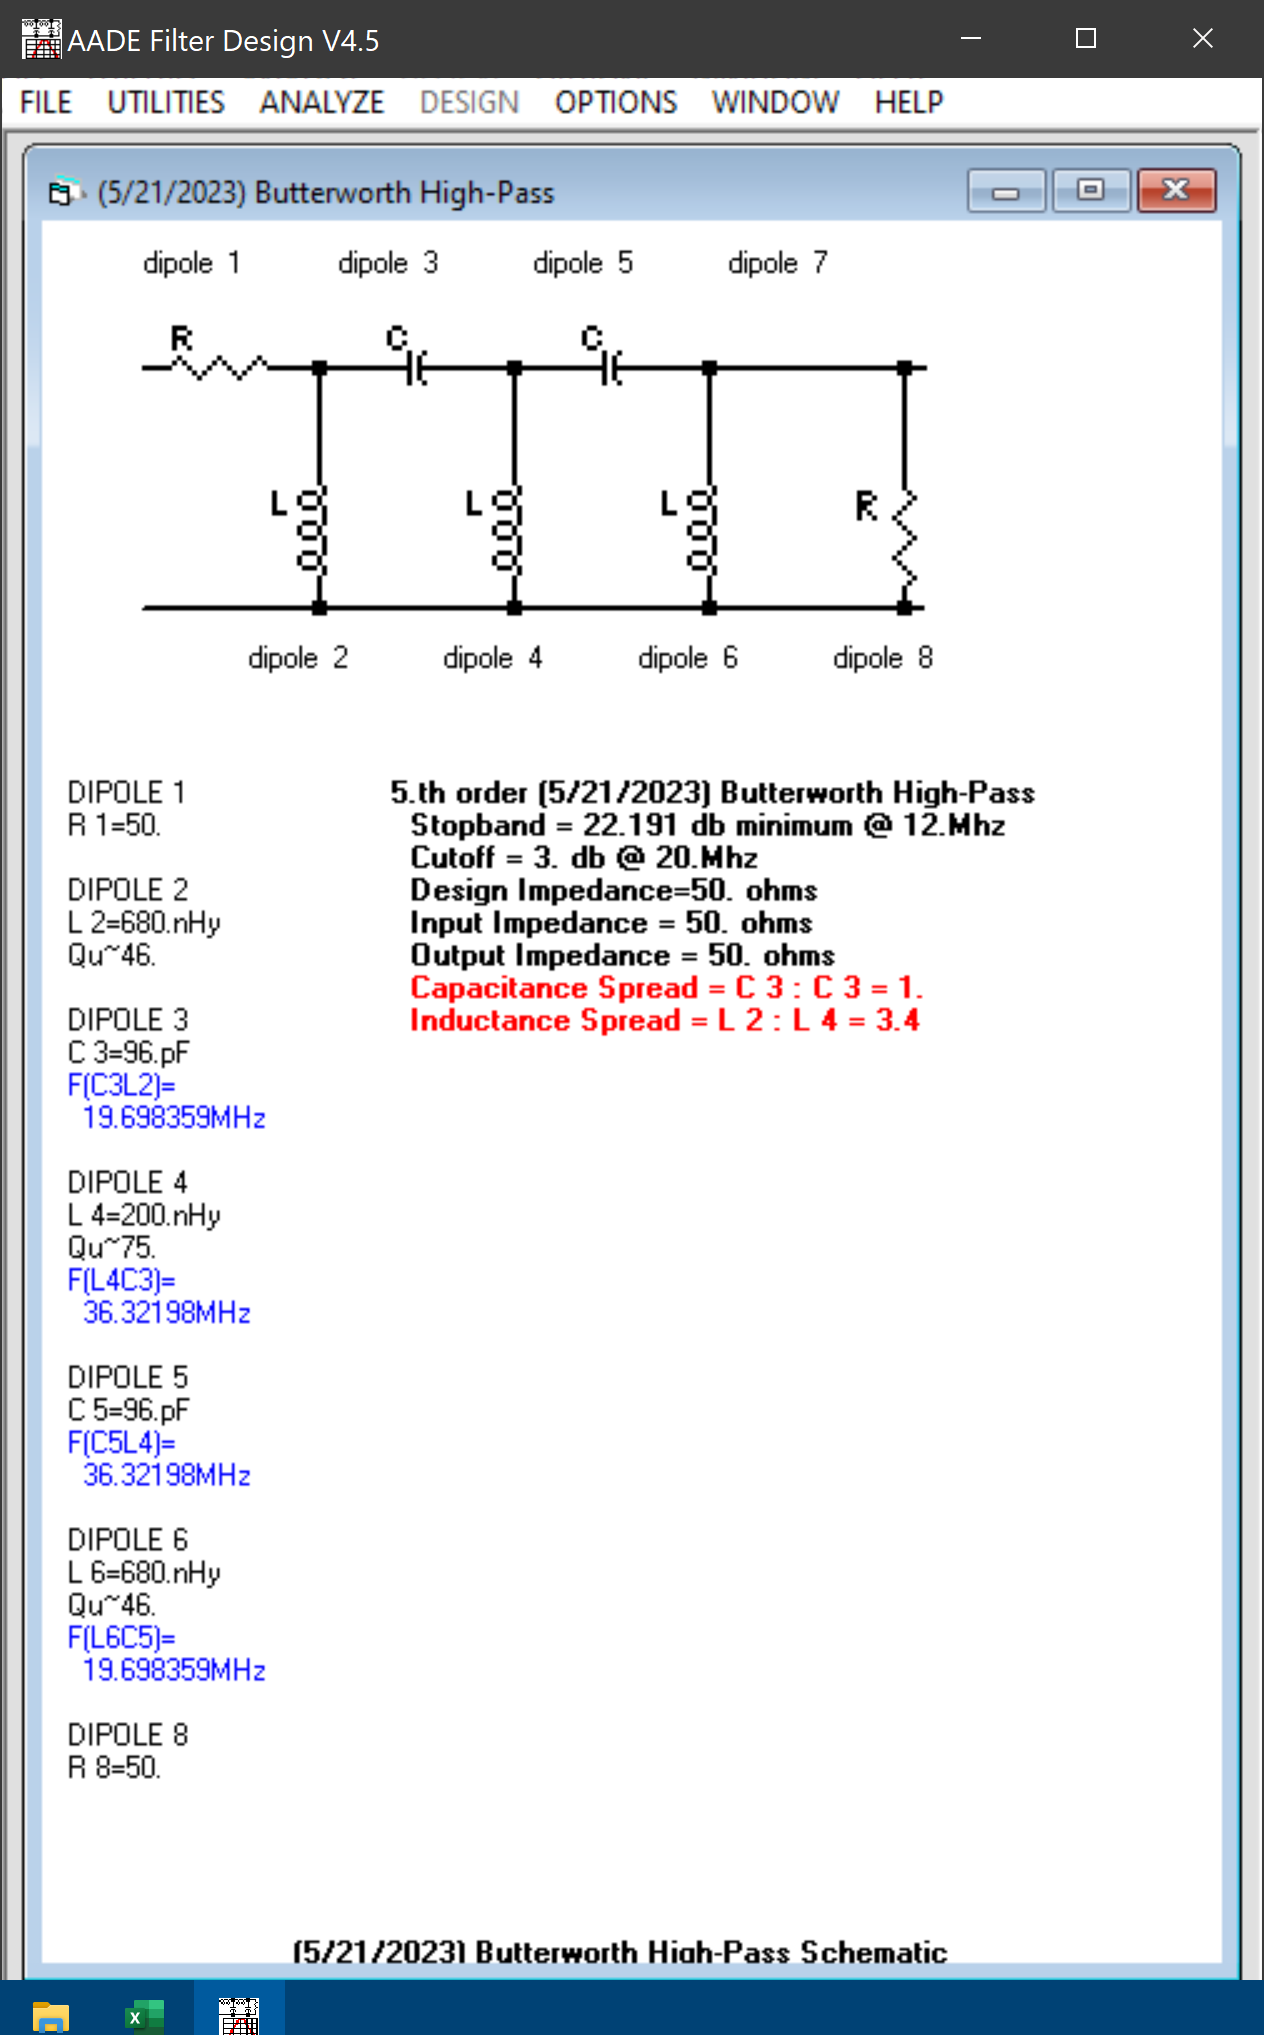 AADE Filter Design V4.5
FILE UTILITIES ANALYZE DESIGN OPTIONS WINDOW HELP
(5/21/2023) Butterworth High-Pass
dipole 1 dipole 3 dipole 5 dipole 7
R C C
L L L R
dipole 2 dipole 4 dipole 6 dipole 8
DIPOLE 1
R 1=50.
DIPOLE 2
L 2=680.nHy
Qu~46.
DIPOLE 3
C 3=96.pF
F(C3L2)=
19.698359MHz
DIPOLE 4
L 4=200.nHy
Qu~75.
F(L4C3)=
36.32198MHz
DIPOLE 5
C 5=96.pF
F(C5L4)=
36.32198MHz
DIPOLE 6
L 6=680.nHy
Qu~46.
F(L6C5)=
19.698359MHz
DIPOLE 8
R 8=50.
5.th order (5/21/2023) Butterworth High-Pass
Stopband = 22.191 db minimum @ 12.Mhz
Cutoff = 3. db @ 20.Mhz
Design Impedance=50. ohms
Input Impedance = 50. ohms
Output Impedance = 50. ohms
Capacitance Spread = C 3 : C 3 = 1.
Inductance Spread = L 2 : L 4 = 3.4
(5/21/2023) Butterworth High-Pass Schematic
X